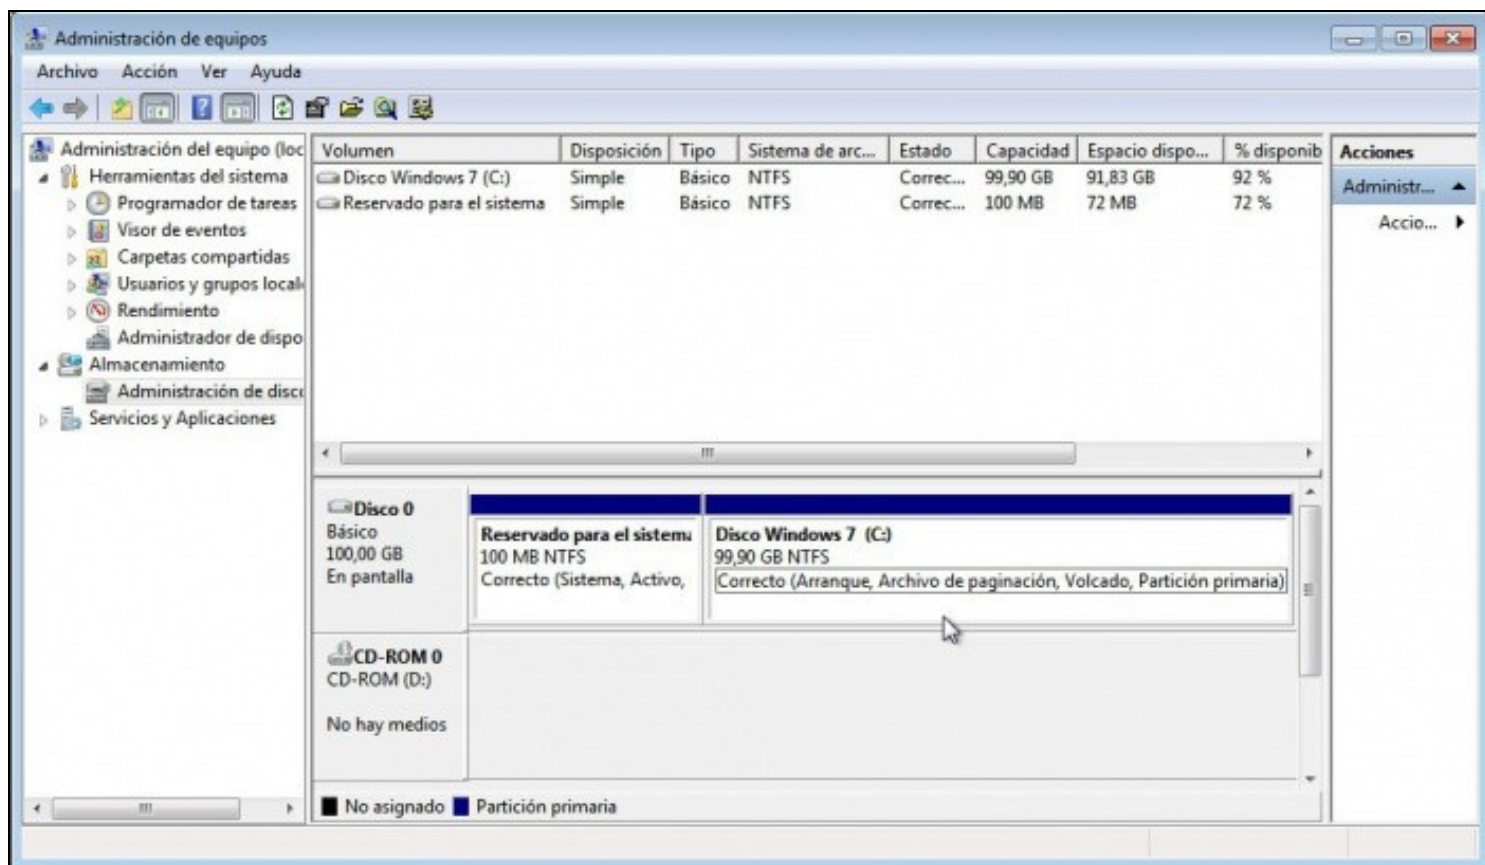 Administración de equipos
Archivo Acción Ver Ayuda
Administración del equipo (loc
Herramientas del sistema
Programador de tareas
Visor de eventos
Carpetas compartidas
Usuarios y grupos local
Rendimiento
Administrador de dispo
Almacenamiento
Administración de disc
Servicios y Aplicaciones
Volumen Disposición Tipo Sistema de arc... Estado Capacidad Espacio dispo... % disponib
Disco Windows 7 (C:) Simple Básico NTFS Correc... 99,90 GB 91,83 GB 92 %
Reservado para el sistema Simple Básico NTFS Correc... 100 MB 72 MB 72 %
Disco 0
Básico
100,00 GB
En pantalla
Reservado para el sistema
100 MB NTFS
Correcto (Sistema, Activo,
Disco Windows 7 (C:)
99,90 GB NTFS
Correcto (Arranque, Archivo de paginación, Volcado, Partición primaria)
CD-ROM 0
CD-ROM (D:)
No hay medios
No asignado Partición primaria
Acciones
Administr...
Accio...